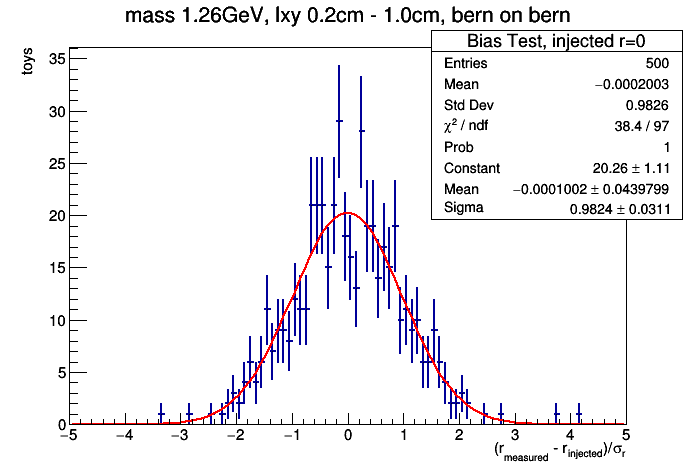 mass 1.26GeV, lxy 0.2cm - 1.0cm, bern on bern
Bias Test, injected r=0
Entries 500
Mean −0.0002003
Std Dev 0.9826
χ² / ndf 38.4 / 97
Prob 1
Constant 20.26 ± 1.11
Mean −0.0001002 ± 0.0439799
Sigma 0.9824 ± 0.0311
toys
35
30
25
20
15
10
5
0
−5 −4 −3 −2 −1 0 1 2 3 4 5
(r_measured - r_injected)/σ_r